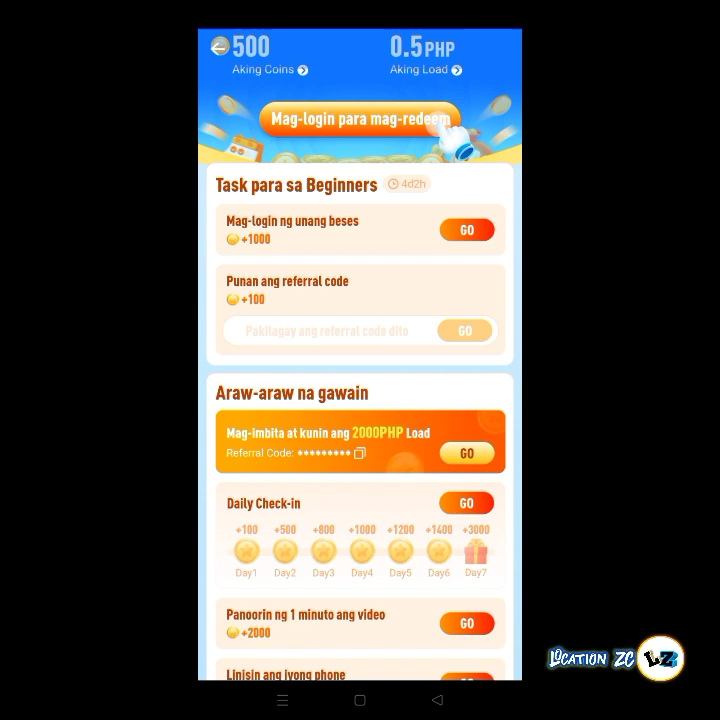 500
0.5PHP
Aking Coins
Aking Load
Mag-login para mag-redeem
Task para sa Beginners
4d2h
Mag-login ng unang beses
+1000
GO
Punan ang referral code
+100
Pakilagay ang referral code dito
GO
Araw-araw na gawain
Mag-imbita at kunin ang 2000PHP Load
Referral Code: *********
GO
Daily Check-in
GO
+100 +500 +800 +1000 +1200 +1400 +3000
Day1 Day2 Day3 Day4 Day5 Day6 Day7
Panoorin ng 1 minuto ang video
+2000
GO
Linisin ang iyong phone
LOCATION ZC
LZ